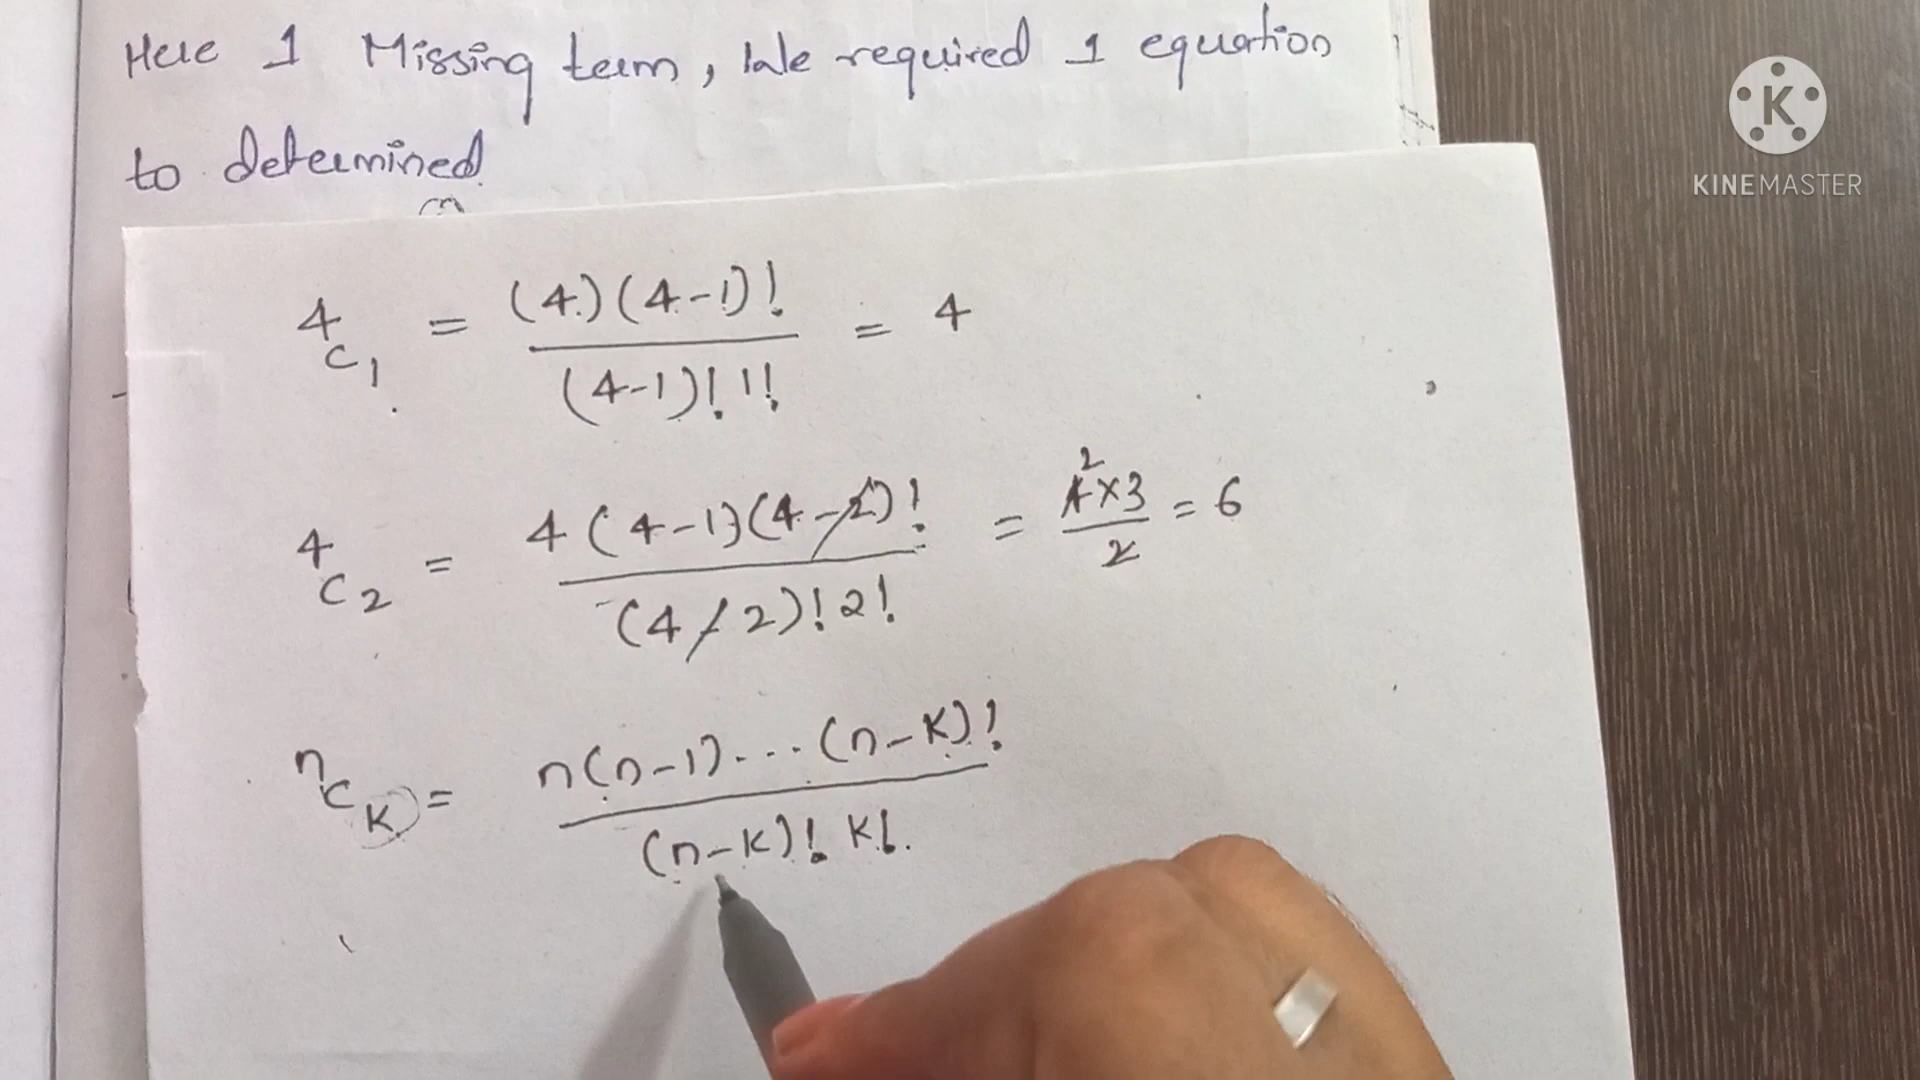 Here 1 Missing term, We required 1 equation
to determined
K
KINEMASTER
4C1 = (4)(4-1)! / (4-1)! 1! = 4
4C2 = 4(4-1)(4-2)! / (4-2)! 2! = 4² × 3 / 2 = 6
nCK = n(n-1)...(n-K)! / (n-K)! K!